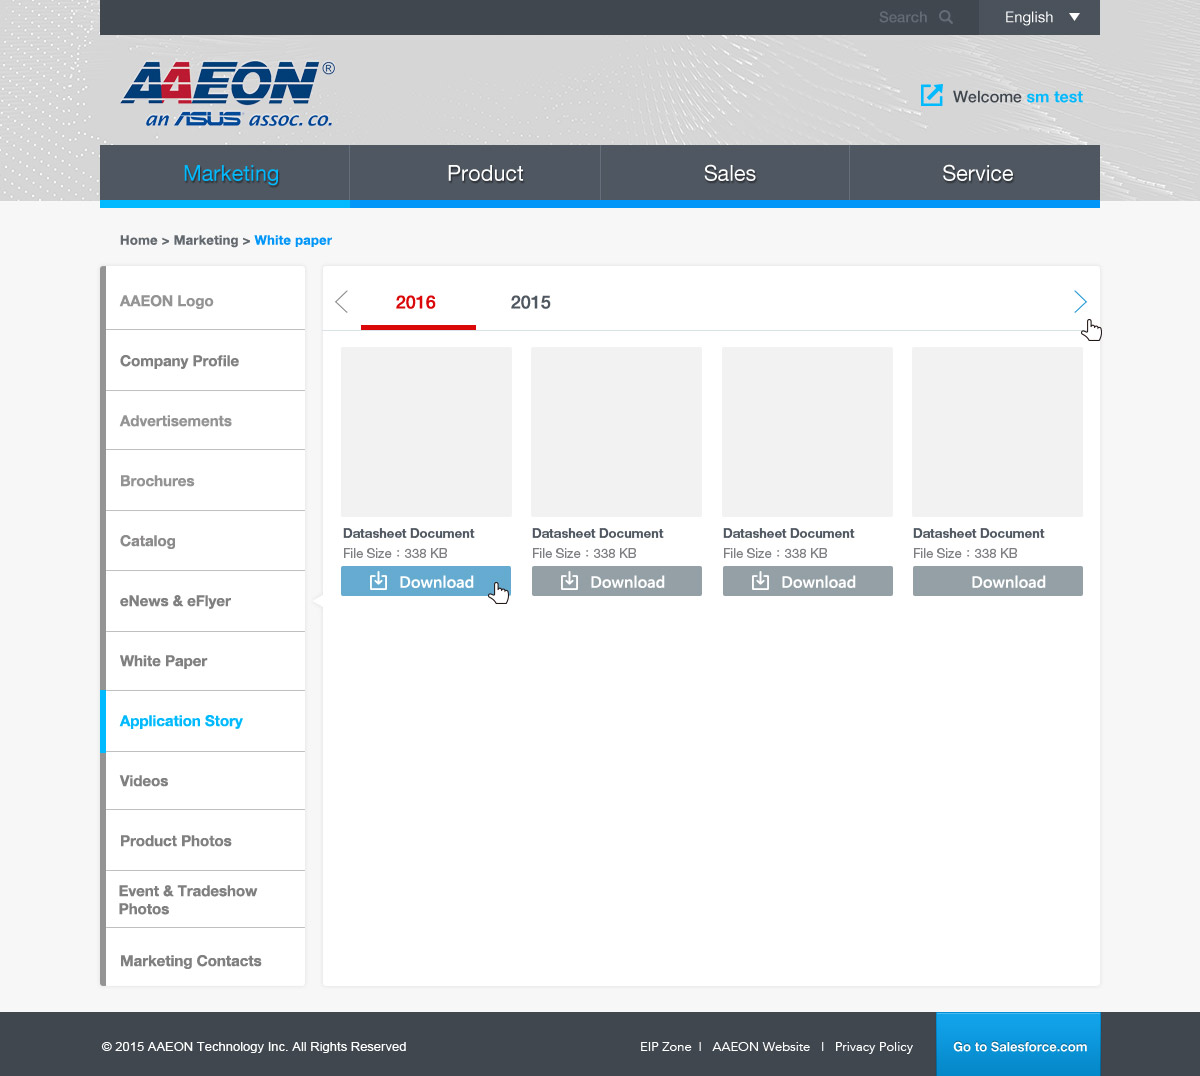 Search
English
AAEON®
an ASUS assoc. co.
Welcome sm test
Marketing
Product
Sales
Service
Home > Marketing > White paper
AAEON Logo
Company Profile
Advertisements
Brochures
Catalog
eNews & eFlyer
White Paper
Application Story
Videos
Product Photos
Event & Tradeshow
Photos
Marketing Contacts
2016
2015
Datasheet Document
File Size：338 KB
Download
Datasheet Document
File Size：338 KB
Download
Datasheet Document
File Size：338 KB
Download
Datasheet Document
File Size：338 KB
Download
© 2015 AAEON Technology Inc. All Rights Reserved
EIP Zone | AAEON Website | Privacy Policy
Go to Salesforce.com